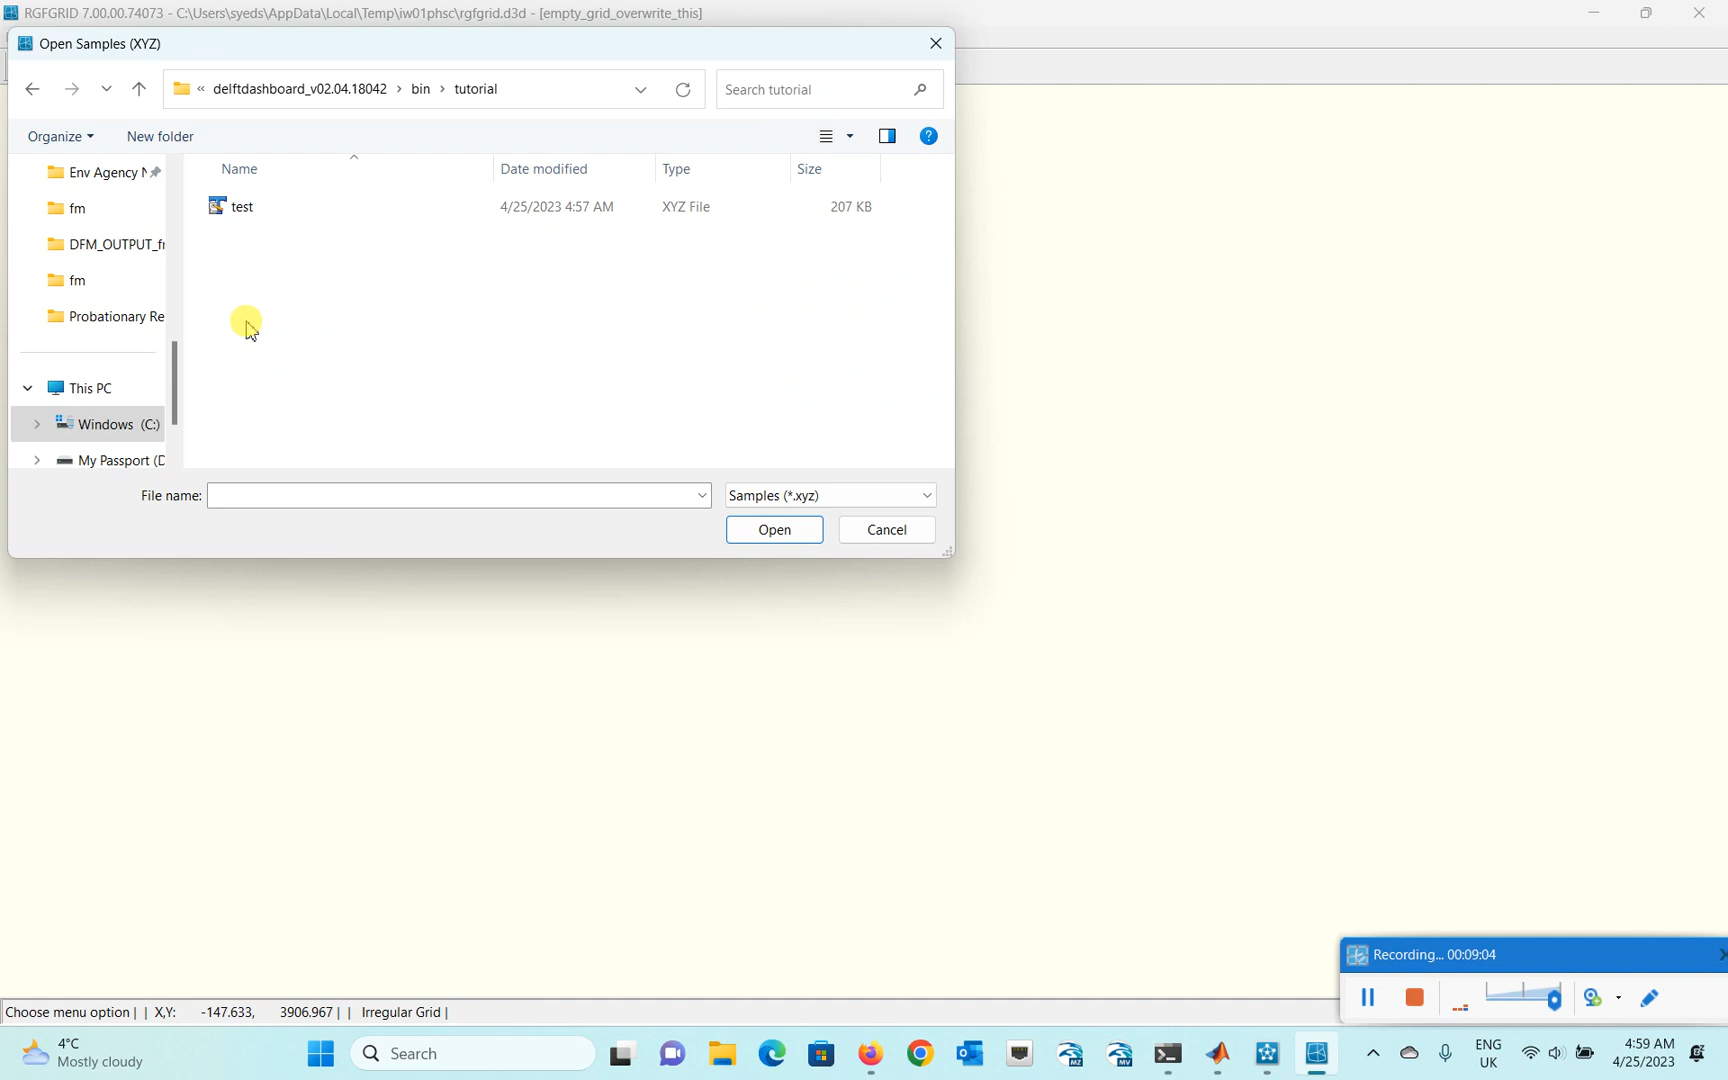 RGFGRID 7.00.00.74073 - C:\Users\syeds\AppData\Local\Temp\iw01phsc\rgfgrid.d3d - [empty_grid_overwrite_this]
Open Samples (XYZ)
« delftdashboard_v02.04.18042 › bin › tutorial
Search tutorial
Organize
New folder
Name
Date modified
Type
Size
Env Agency
fm
DFM_OUTPUT_
fm
Probationary Re
This PC
Windows (C:)
My Passport (D
test
4/25/2023 4:57 AM
XYZ File
207 KB
File name:
Samples (*.xyz)
Open
Cancel
Recording... 00:09:04
Choose menu option | | X,Y: -147.633, 3906.967 | | Irregular Grid |
4°C
Mostly cloudy
Search
ENG
UK
4:59 AM
4/25/2023